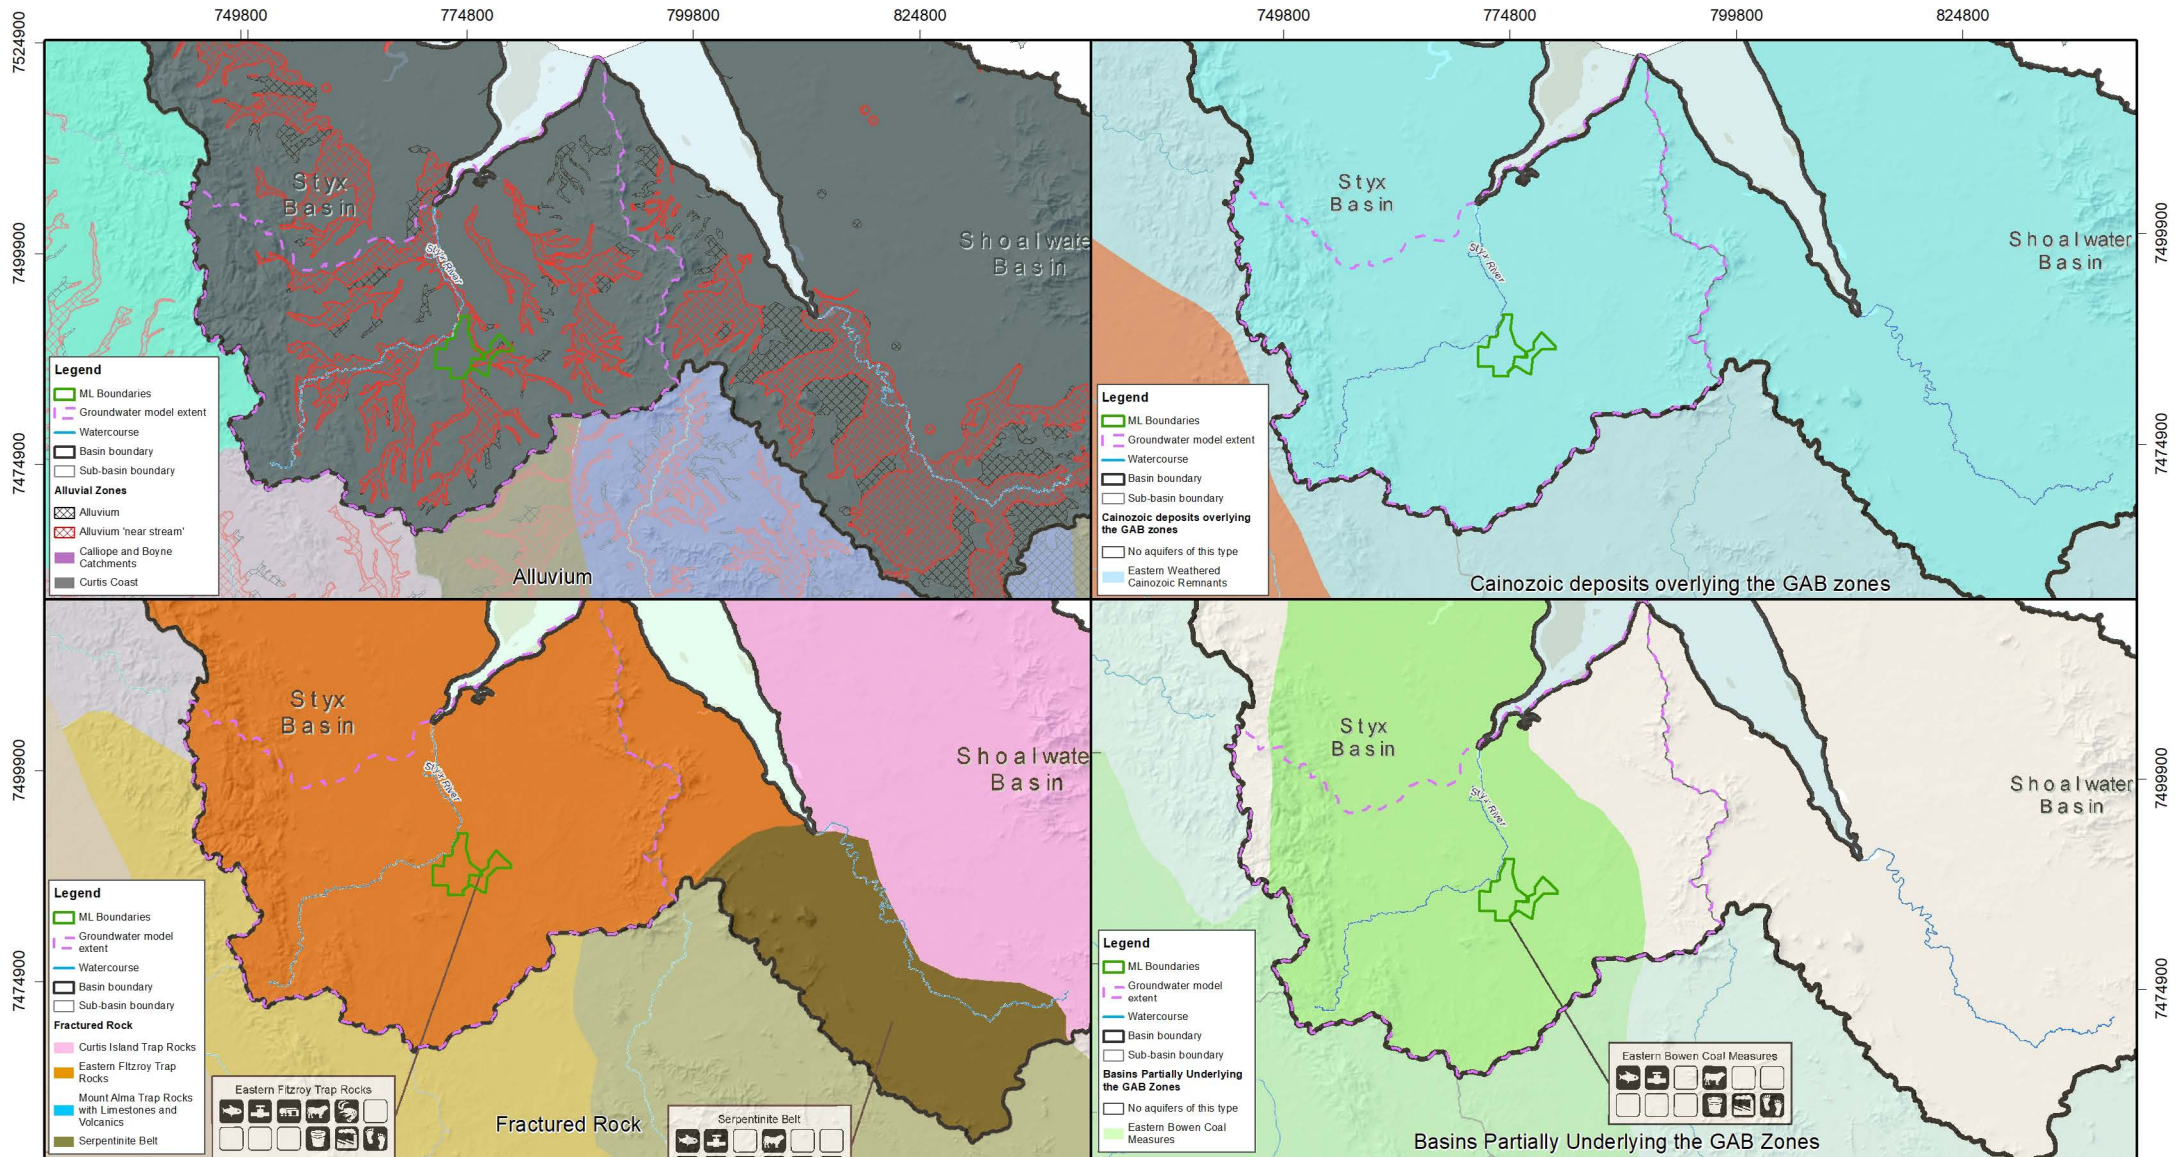 749800
774800
799800
824800
749800
774800
799800
824800
7524900
7499900
7474900
Styx
Basin
Shoalwate
Basin
Styx River
Legend
ML Boundaries
Groundwater model extent
Watercourse
Basin boundary
Sub-basin boundary
Alluvial Zones
Alluvium
Alluvium 'near stream'
Calliope and Boyne
Catchments
Curtis Coast
Alluvium
Styx
Basin
Shoalwater
Basin
Styx River
7499900
7474900
Legend
ML Boundaries
Groundwater model extent
Watercourse
Basin boundary
Sub-basin boundary
Cainozoic deposits overlying
the GAB zones
No aquifers of this type
Eastern Weathered
Cainozoic Remnants
Cainozoic deposits overlying the GAB zones
7499900
7474900
Styx
Basin
Shoalwate
Basin
Styx River
Legend
ML Boundaries
Groundwater model
extent
Watercourse
Basin boundary
Sub-basin boundary
Fractured Rock
Curtis Island Trap Rocks
Eastern FItzroy Trap
Rocks
Mount Alma Trap Rocks
with Limestones and
Volcanics
Serpentinite Belt
Eastern Fitzroy Trap Rocks
Fractured Rock
Serpentinite Belt
Styx
Basin
Shoalwater
Basin
Styx River
7499900
7474900
Legend
ML Boundaries
Groundwater model
extent
Watercourse
Basin boundary
Sub-basin boundary
Basins Partially Underlying
the GAB Zones
No aquifers of this type
Eastern Bowen Coal
Measures
Eastern Bowen Coal Measures
Basins Partially Underlying the GAB Zones